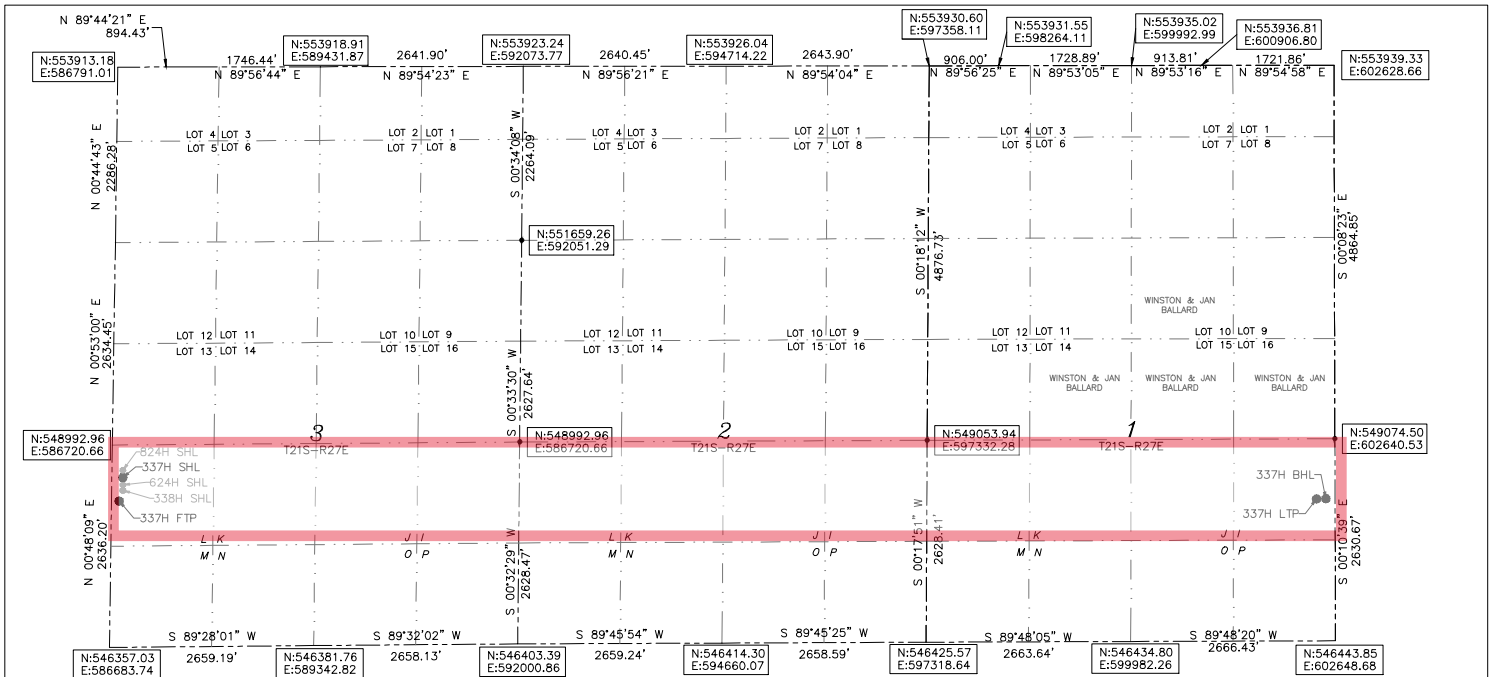 N 89°44'21" E
894.43'
N:553913.18
E:586791.01
1746.44'
N 89°56'44" E
N:553918.91
E:589431.87
2641.90'
N 89°54'23" E
N:553923.24
E:592073.77
2640.45'
N 89°56'21" E
N:553926.04
E:594714.22
2643.90'
N 89°54'04" E
N:553930.60
E:597358.11
906.00'
N 89°56'25" E
N:553931.55
E:598264.11
1728.89'
N 89°53'05" E
N:553935.02
E:599992.99
913.81'
N 89°53'16" E
N:553936.81
E:600906.80
1721.86'
N 89°54'58" E
N:553939.33
E:602628.66
N 00°44'43" E
2286.28'
LOT 4 LOT 3
LOT 5 LOT 6
LOT 2 LOT 1
LOT 7 LOT 8
S 00°34'08" W
2264.09'
LOT 4 LOT 3
LOT 5 LOT 6
LOT 2 LOT 1
LOT 7 LOT 8
LOT 4 LOT 3
LOT 5 LOT 6
LOT 2 LOT 1
LOT 7 LOT 8
N:551659.26
E:592051.29
S 00°18'12" W
4876.73'
S 00°08'23" W
4864.85'
WINSTON & JAN
BALLARD
N 00°53'00" E
2634.45'
LOT 12 LOT 11
LOT 13 LOT 14
LOT 10 LOT 9
LOT 15 LOT 16
S 00°33'30" W
2627.64'
LOT 12 LOT 11
LOT 13 LOT 14
LOT 10 LOT 9
LOT 15 LOT 16
LOT 12 LOT 11
LOT 13 LOT 14
LOT 10 LOT 9
LOT 15 LOT 16
WINSTON & JAN
BALLARD
WINSTON & JAN
BALLARD
WINSTON & JAN
BALLARD
N:548992.96
E:586720.66
3
T21S-R27E
N:548992.96
E:586720.66
2
T21S-R27E
N:549053.94
E:597332.28
1
T21S-R27E
N:549074.50
E:602640.53
824H SHL
337H SHL
624H SHL
338H SHL
337H FTP
337H BHL
337H LTP
N 00°48'09" E
2636.20'
L K
M N
J I
O P
S 00°32'29" W
2628.47'
L K
M N
J I
O P
S 00°17'51" W
2628.41'
L K
M N
J I
O P
S 00°10'39" E
2630.67'
N:546357.03
E:586683.74
S 89°28'01" W
2659.19'
N:546381.76
E:589342.82
S 89°32'02" W
2658.13'
N:546403.39
E:592000.86
S 89°45'54" W
2659.24'
N:546414.30
E:594660.07
S 89°45'25" W
2658.59'
N:546425.57
E:597318.64
S 89°48'05" W
2663.64'
N:546434.80
E:599982.26
S 89°48'20" W
2666.43'
N:546443.85
E:602648.68